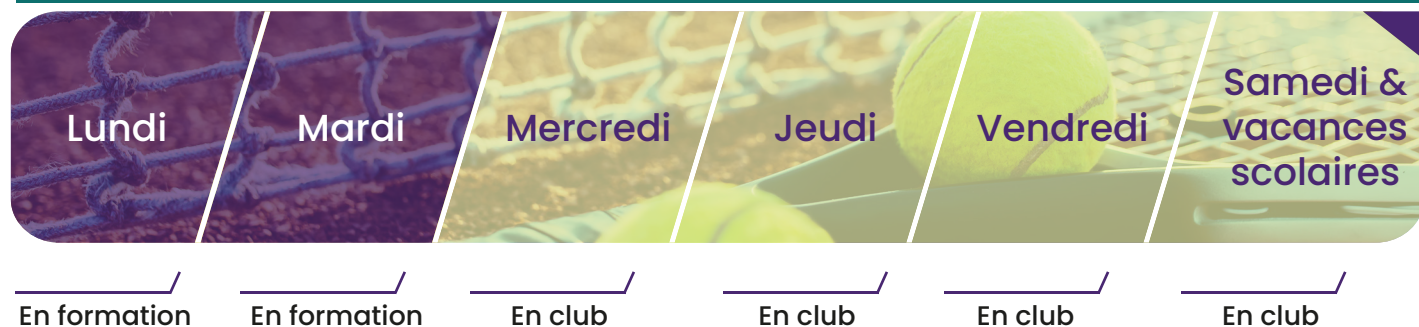 Lundi
Mardi
Mercredi
Jeudi
Vendredi
Samedi &
vacances
scolaires
En formation
En formation
En club
En club
En club
En club